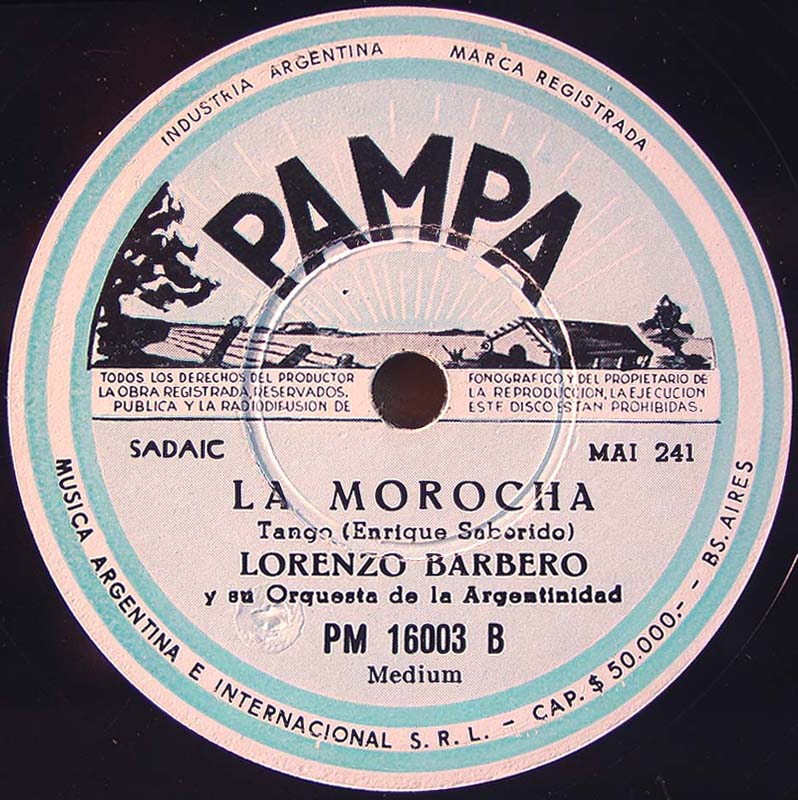 INDUSTRIA ARGENTINA MARCA REGISTRADA
PAMPA
TODOS LOS DERECHOS DEL PRODUCTOR FONOGRAFICO Y DEL PROPIETARIO DE
LA OBRA REGISTRADA, RESERVADOS. LA REPRODUCCION, LA EJECUCION
PUBLICA Y LA RADIODIFUSION DE ESTE DISCO ESTAN PROHIBIDAS.
SADAIC MAI 241
LA MOROCHA
Tango (Enrique Saborido)
LORENZO BARBERO
y su Orquesta de la Argentinidad
PM 16003 B
Medium
MUSICA ARGENTINA E INTERNACIONAL S.R.L. - CAP. $ 50.000.- - BS. AIRES